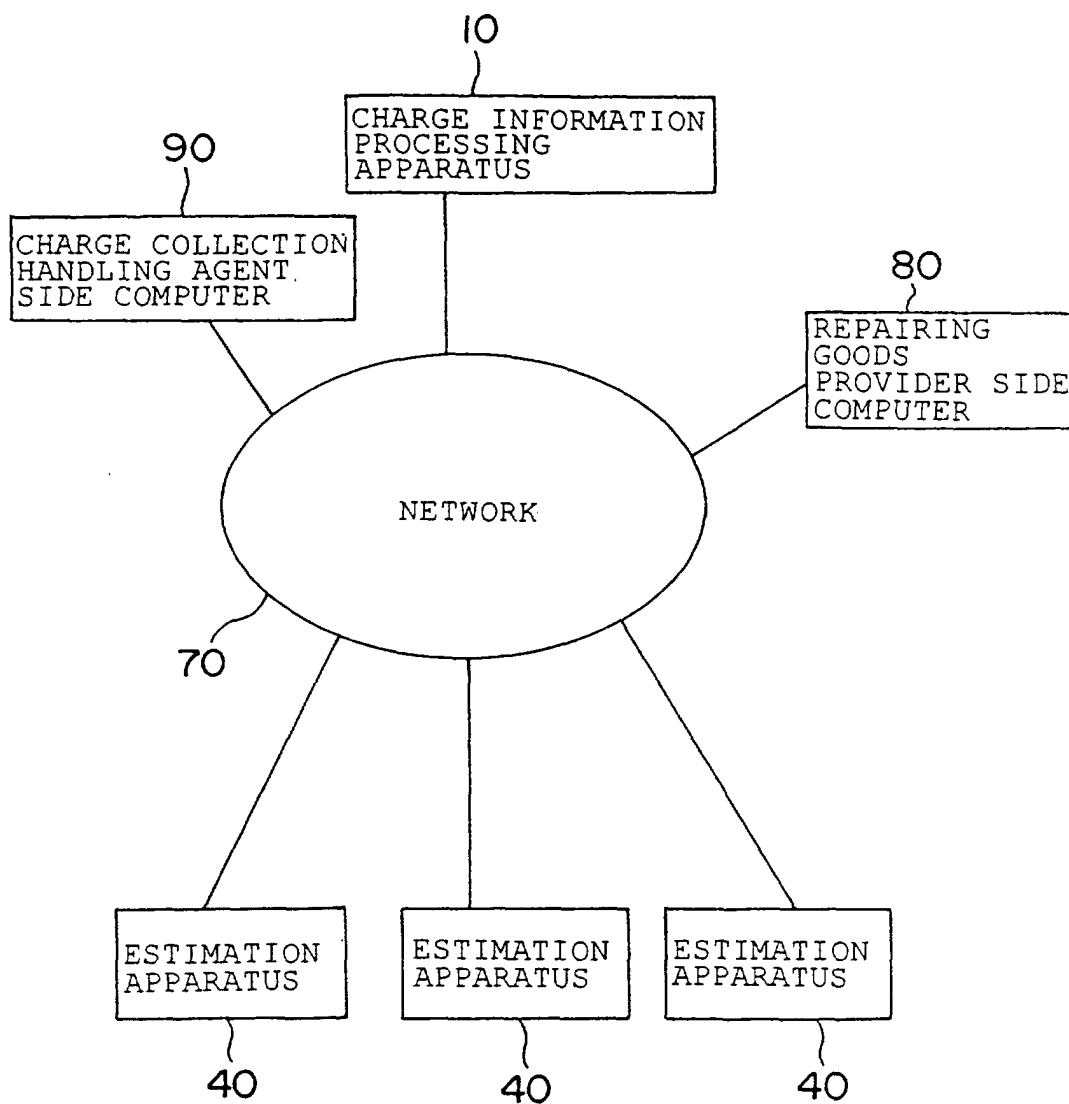 10
CHARGE INFORMATION
PROCESSING
APPARATUS
90
CHARGE COLLECTION
HANDLING AGENT
SIDE COMPUTER
80
REPAIRING
GOODS
PROVIDER SIDE
COMPUTER
NETWORK
70
ESTIMATION
APPARATUS
40
ESTIMATION
APPARATUS
40
ESTIMATION
APPARATUS
40